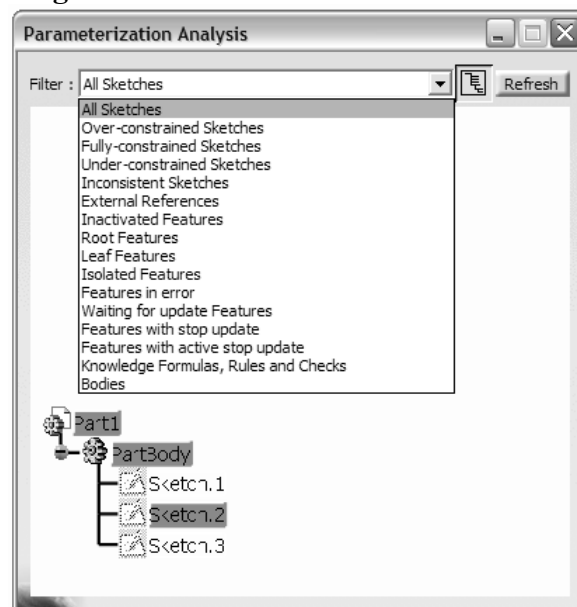 Parameterization Analysis
Filter : All Sketches Refresh
All Sketches
Over-constrained Sketches
Fully-constrained Sketches
Under-constrained Sketches
Inconsistent Sketches
External References
Inactivated Features
Root Features
Leaf Features
Isolated Features
Features in error
Waiting for update Features
Features with stop update
Features with active stop update
Knowledge Formulas, Rules and Checks
Bodies
Part1
PartBody
Sketch.1
Sketch.2
Sketch.3